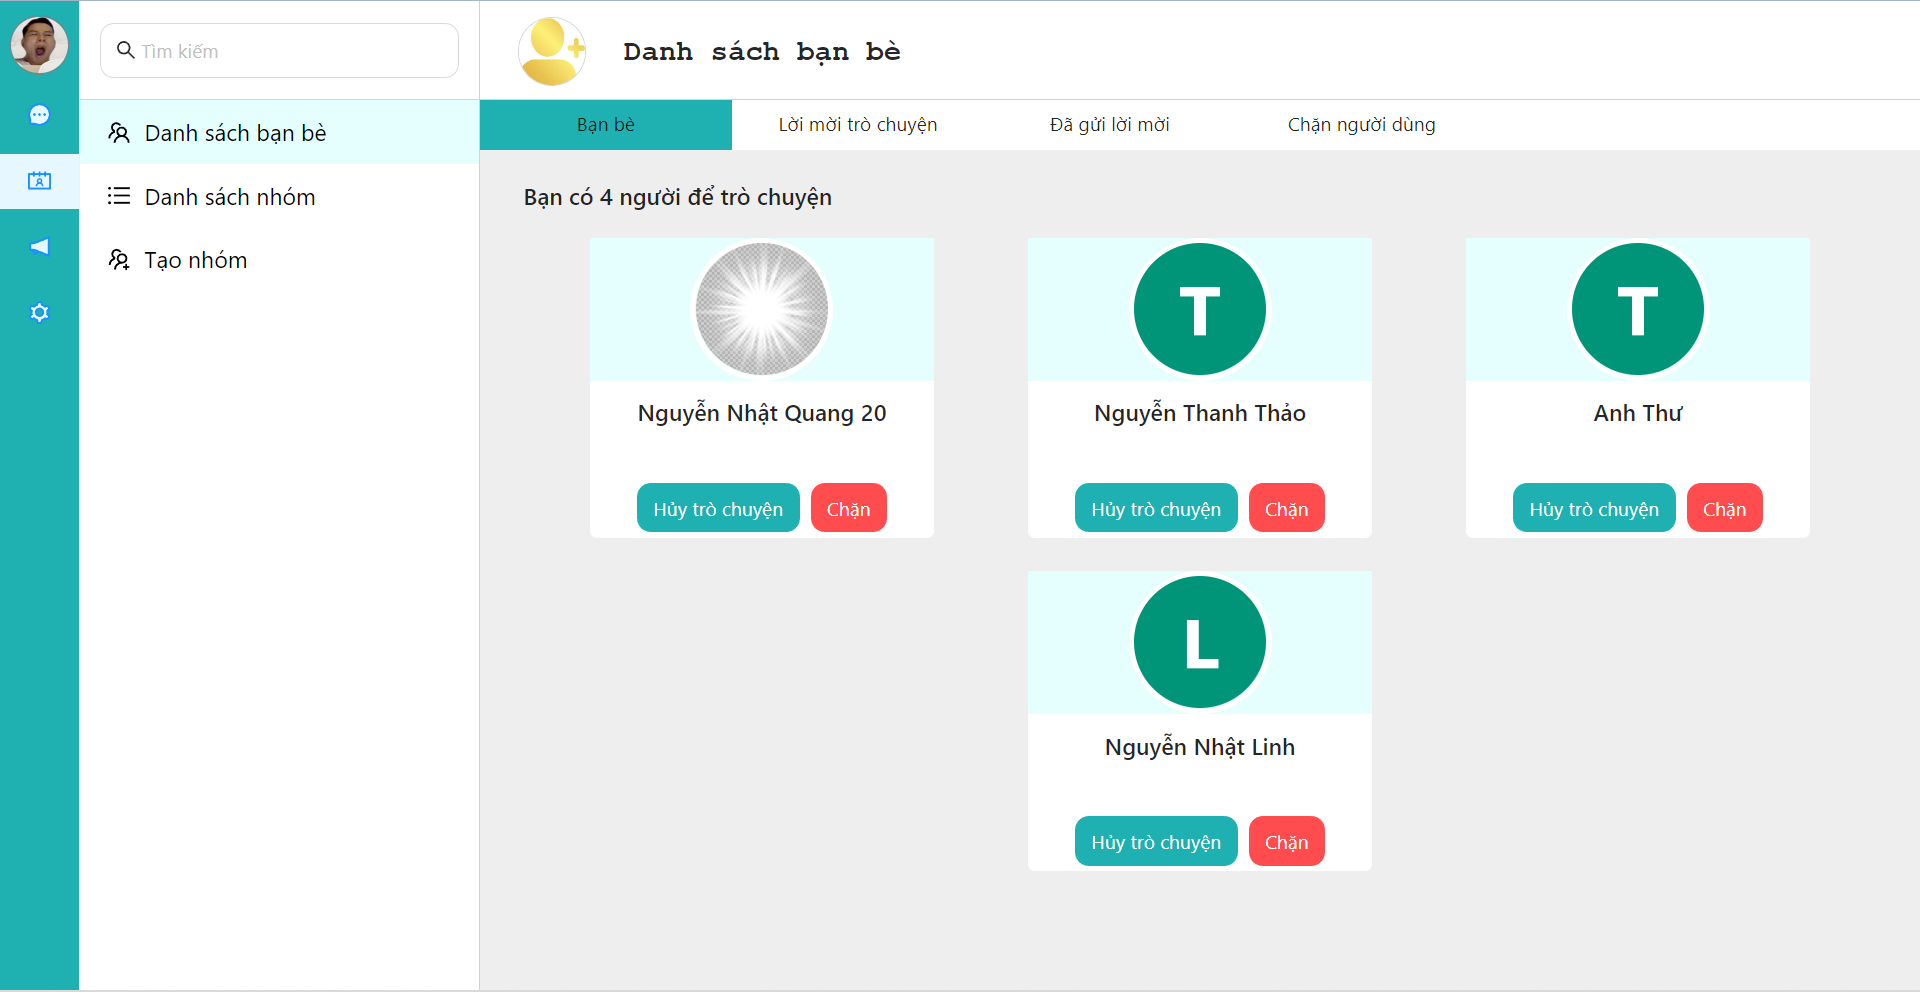 Tìm kiếm
Danh sách bạn bè
Danh sách bạn bè
Danh sách nhóm
Tạo nhóm
Bạn bè
Lời mời trò chuyện
Đã gửi lời mời
Chặn người dùng
Bạn có 4 người để trò chuyện
Nguyễn Nhật Quang 20
Hủy trò chuyện
Chặn
T
Nguyễn Thanh Thảo
Hủy trò chuyện
Chặn
T
Anh Thư
Hủy trò chuyện
Chặn
L
Nguyễn Nhật Linh
Hủy trò chuyện
Chặn